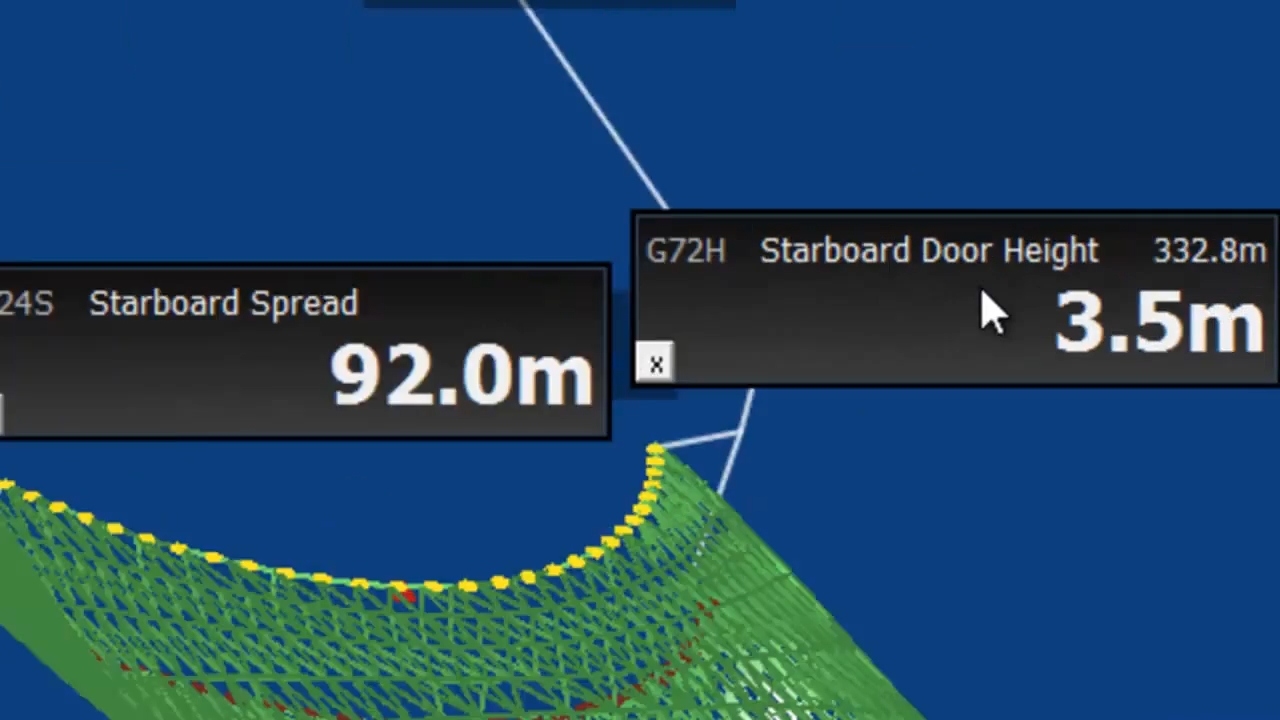 G72H Starboard Door Height 332.8m
3.5m
x
24S Starboard Spread
92.0m